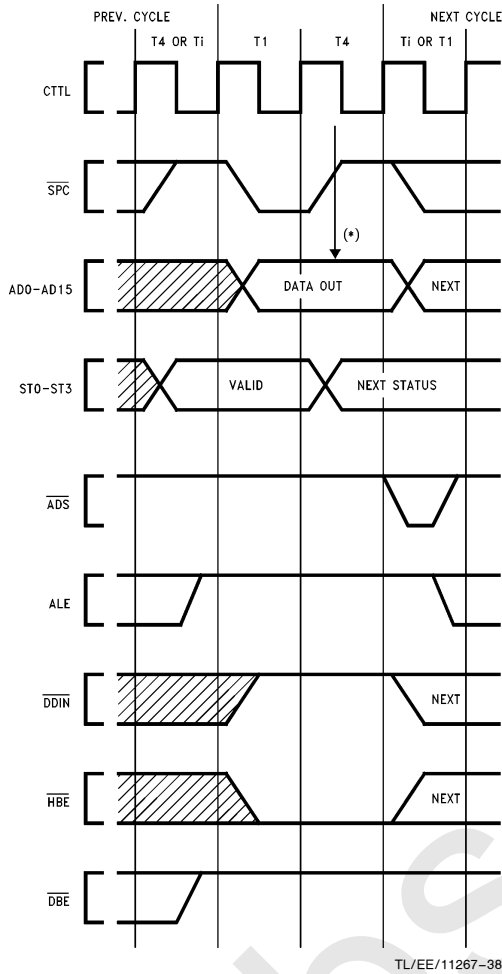 PREV. CYCLE NEXT CYCLE
T4 OR Ti T1 T4 Ti OR T1
CTTL
SPC
(*)
AD0-AD15 DATA OUT NEXT
ST0-ST3 VALID NEXT STATUS
ADS
ALE
DDIN NEXT
HBE NEXT
DBE
TL/EE/11267-38